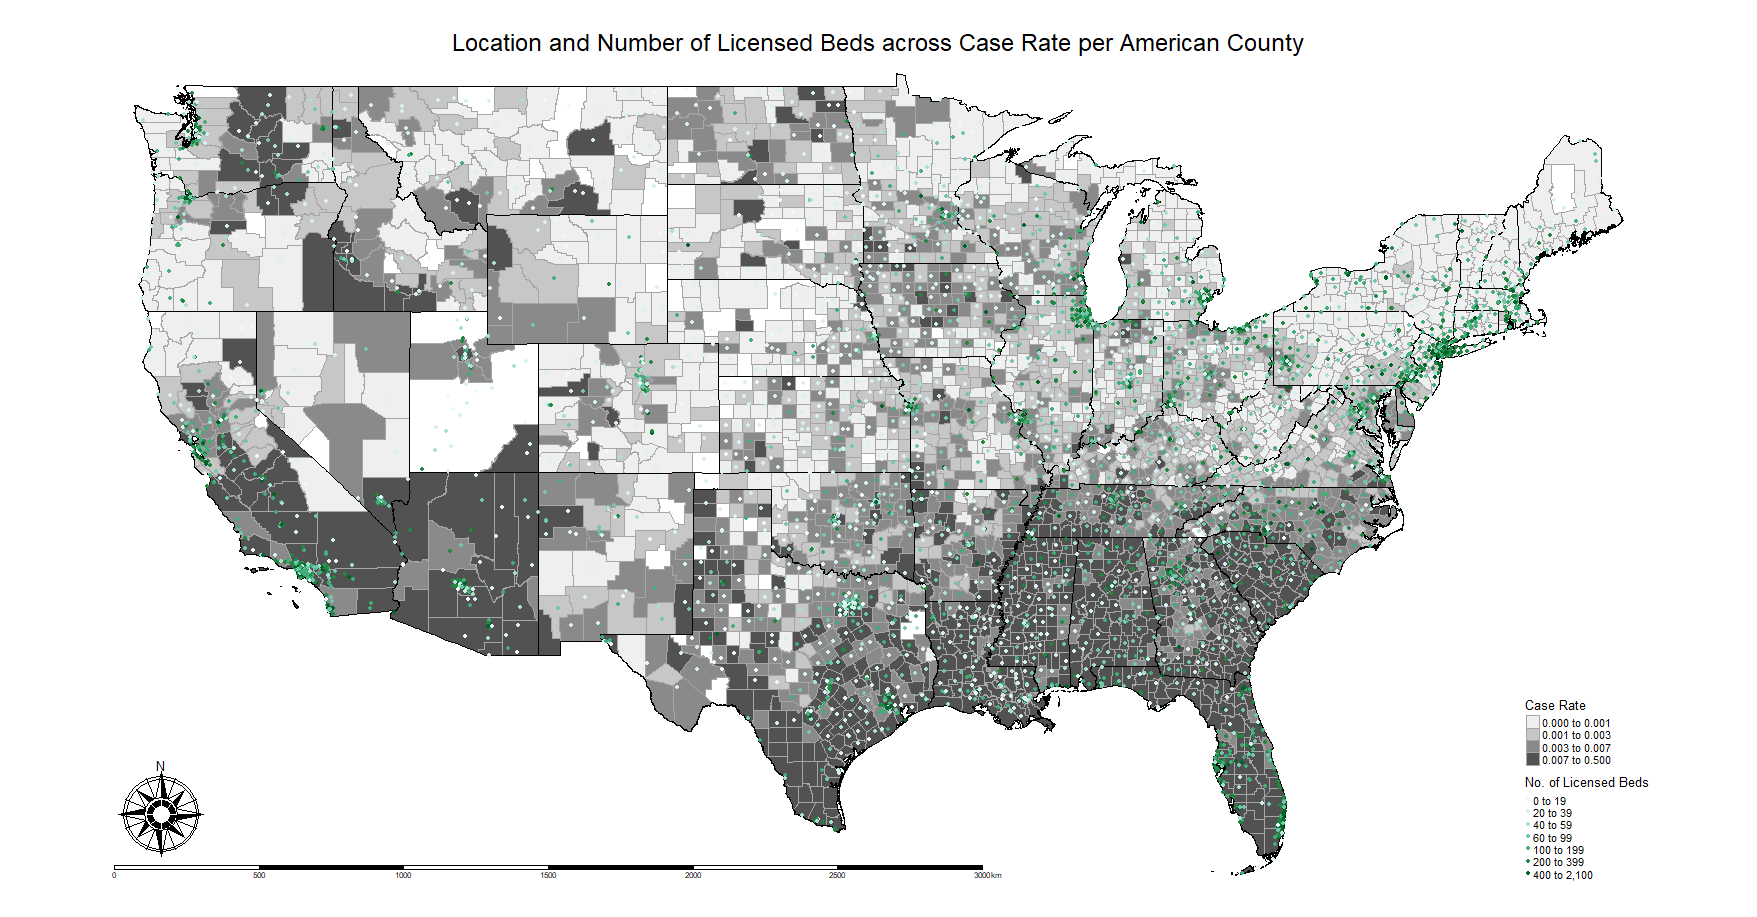 Location and Number of Licensed Beds across Case Rate per American County
Case Rate
0.000 to 0.001
0.001 to 0.003
0.003 to 0.007
0.007 to 0.500
No. of Licensed Beds
0 to 19
20 to 39
40 to 59
60 to 99
100 to 199
200 to 399
400 to 2,100
N
0 500 1000 1500 2000 2500 3000km